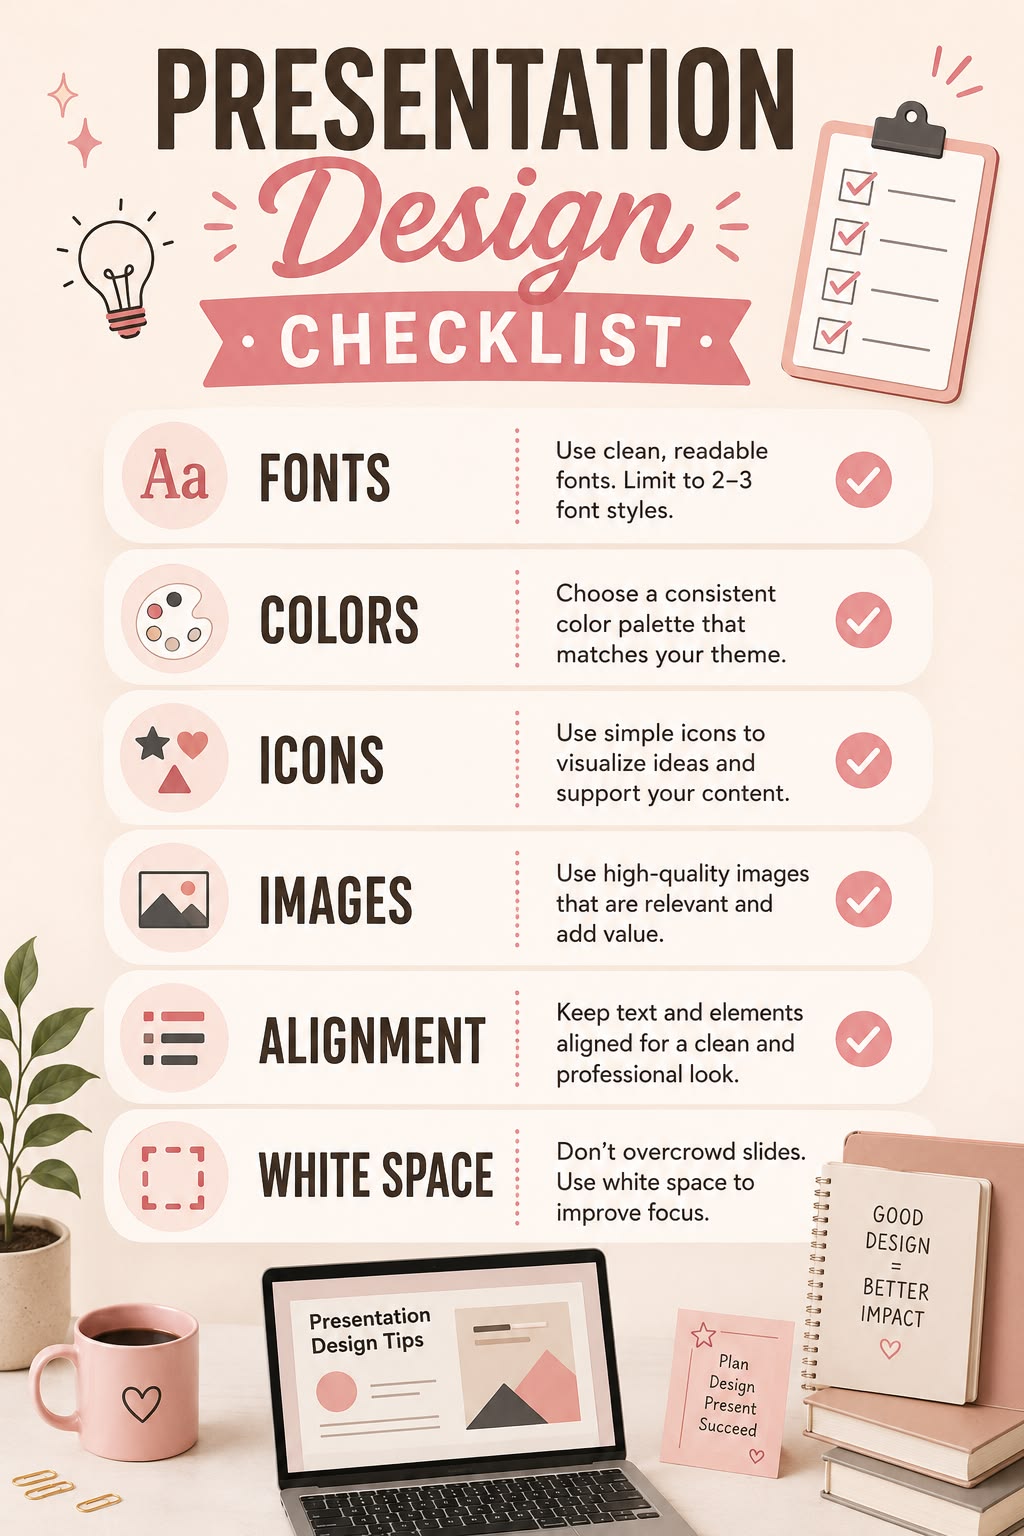 PRESENTATION
Design
CHECKLIST
Aa
FONTS
Use clean, readable
fonts. Limit to 2–3
font styles.
COLORS
Choose a consistent
color palette that
matches your theme.
ICONS
Use simple icons to
visualize ideas and
support your content.
IMAGES
Use high-quality images
that are relevant and
add value.
ALIGNMENT
Keep text and elements
aligned for a clean and
professional look.
WHITE SPACE
Don’t overcrowd slides.
Use white space to
improve focus.
GOOD
DESIGN
=
BETTER
IMPACT
Presentation
Design Tips
Plan
Design
Present
Succeed